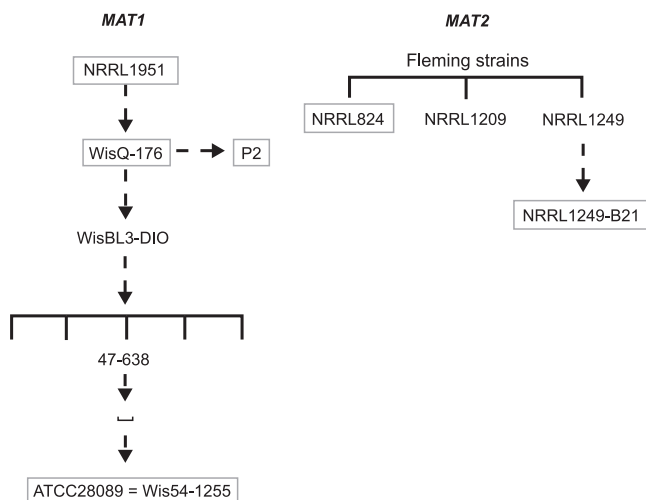 MAT1
NRRL1951
WisQ-176
P2
WisBL3-DIO
47-638
ATCC28089 = Wis54-1255
MAT2
Fleming strains
NRRL824
NRRL1209
NRRL1249
NRRL1249-B21